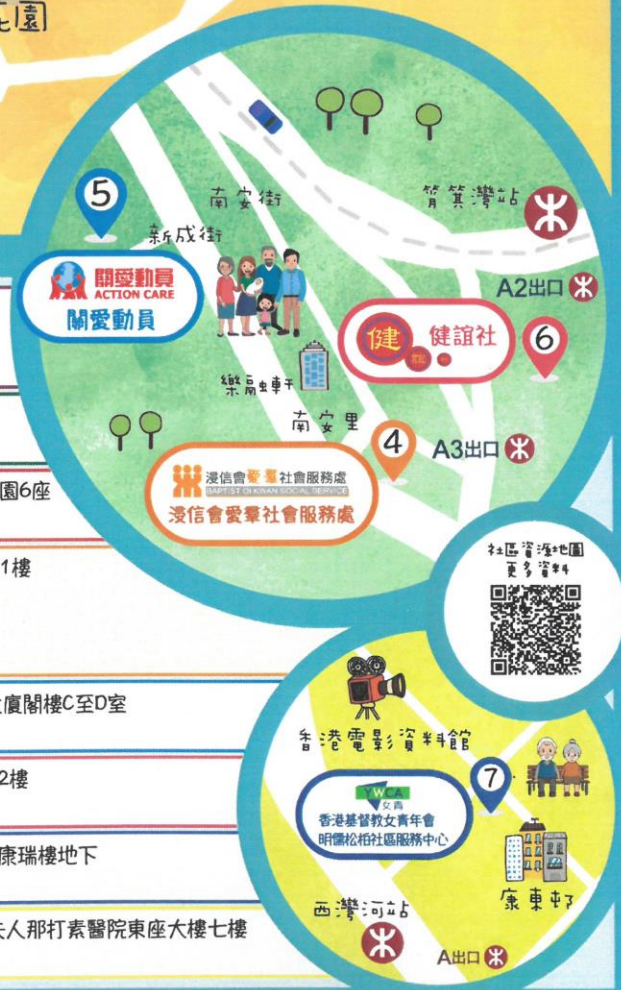 花園
5
南安街
筲箕灣站
新成街
關愛動員
ACTION CARE
關愛動員
A2出口
健
健誼社
6
樂融軒
南安里
4
A3出口
浸信會愛羣社會服務處
BAPTIST OI KWAN SOCIAL SERVICE
浸信會愛羣社會服務處
園6座
社區資源地圖
更多資料
1樓
廈閣樓C至D室
香港電影資料館
2樓
7
YWCA
女青
香港基督教女青年會
明儒松柏社區服務中心
康瑞樓地下
康東邨
西灣河站
夫人那打素醫院東座大樓七樓
A出口